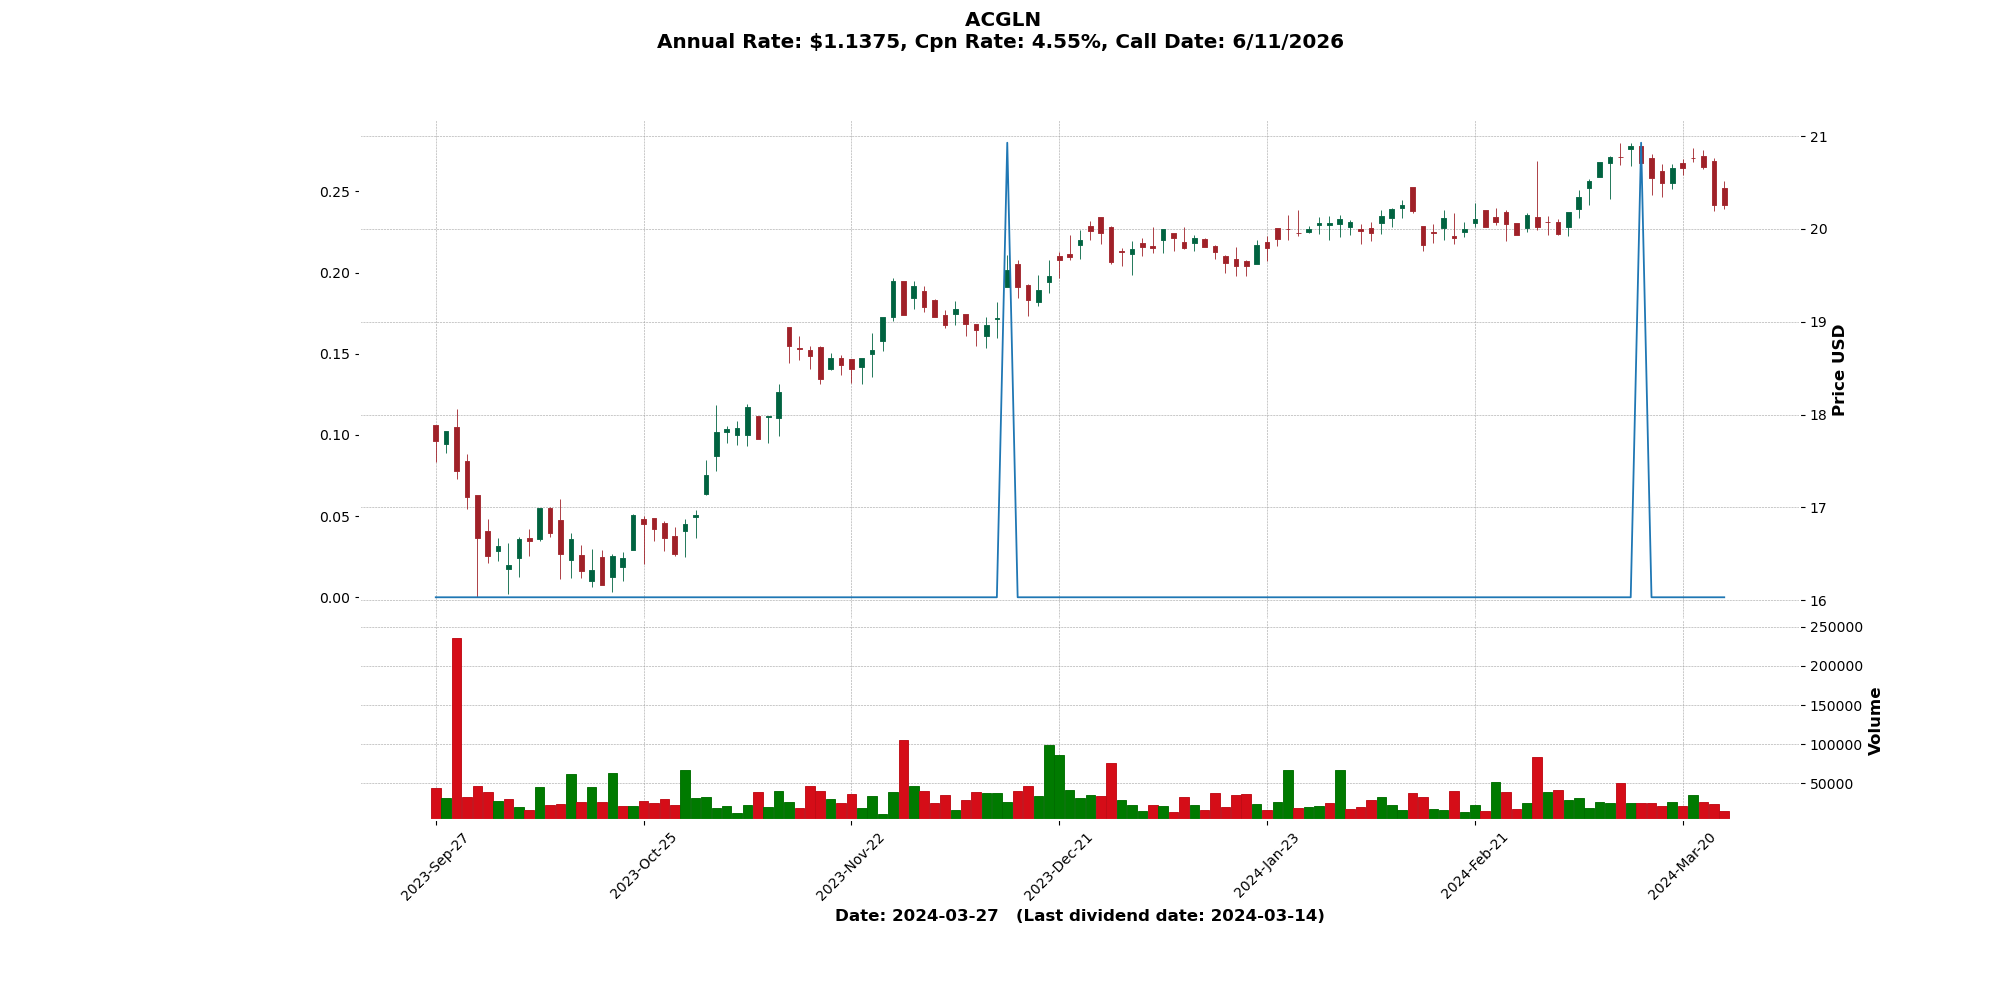 ACGLN
Annual Rate: $1.1375, Cpn Rate: 4.55%, Call Date: 6/11/2026
0.25
0.20
0.15
0.10
0.05
0.00
21
20
19
18
17
16
Price USD
250000
200000
150000
100000
50000
Volume
2023-Sep-27
2023-Oct-25
2023-Nov-22
2023-Dec-21
2024-Jan-23
2024-Feb-21
2024-Mar-20
Date: 2024-03-27   (Last dividend date: 2024-03-14)